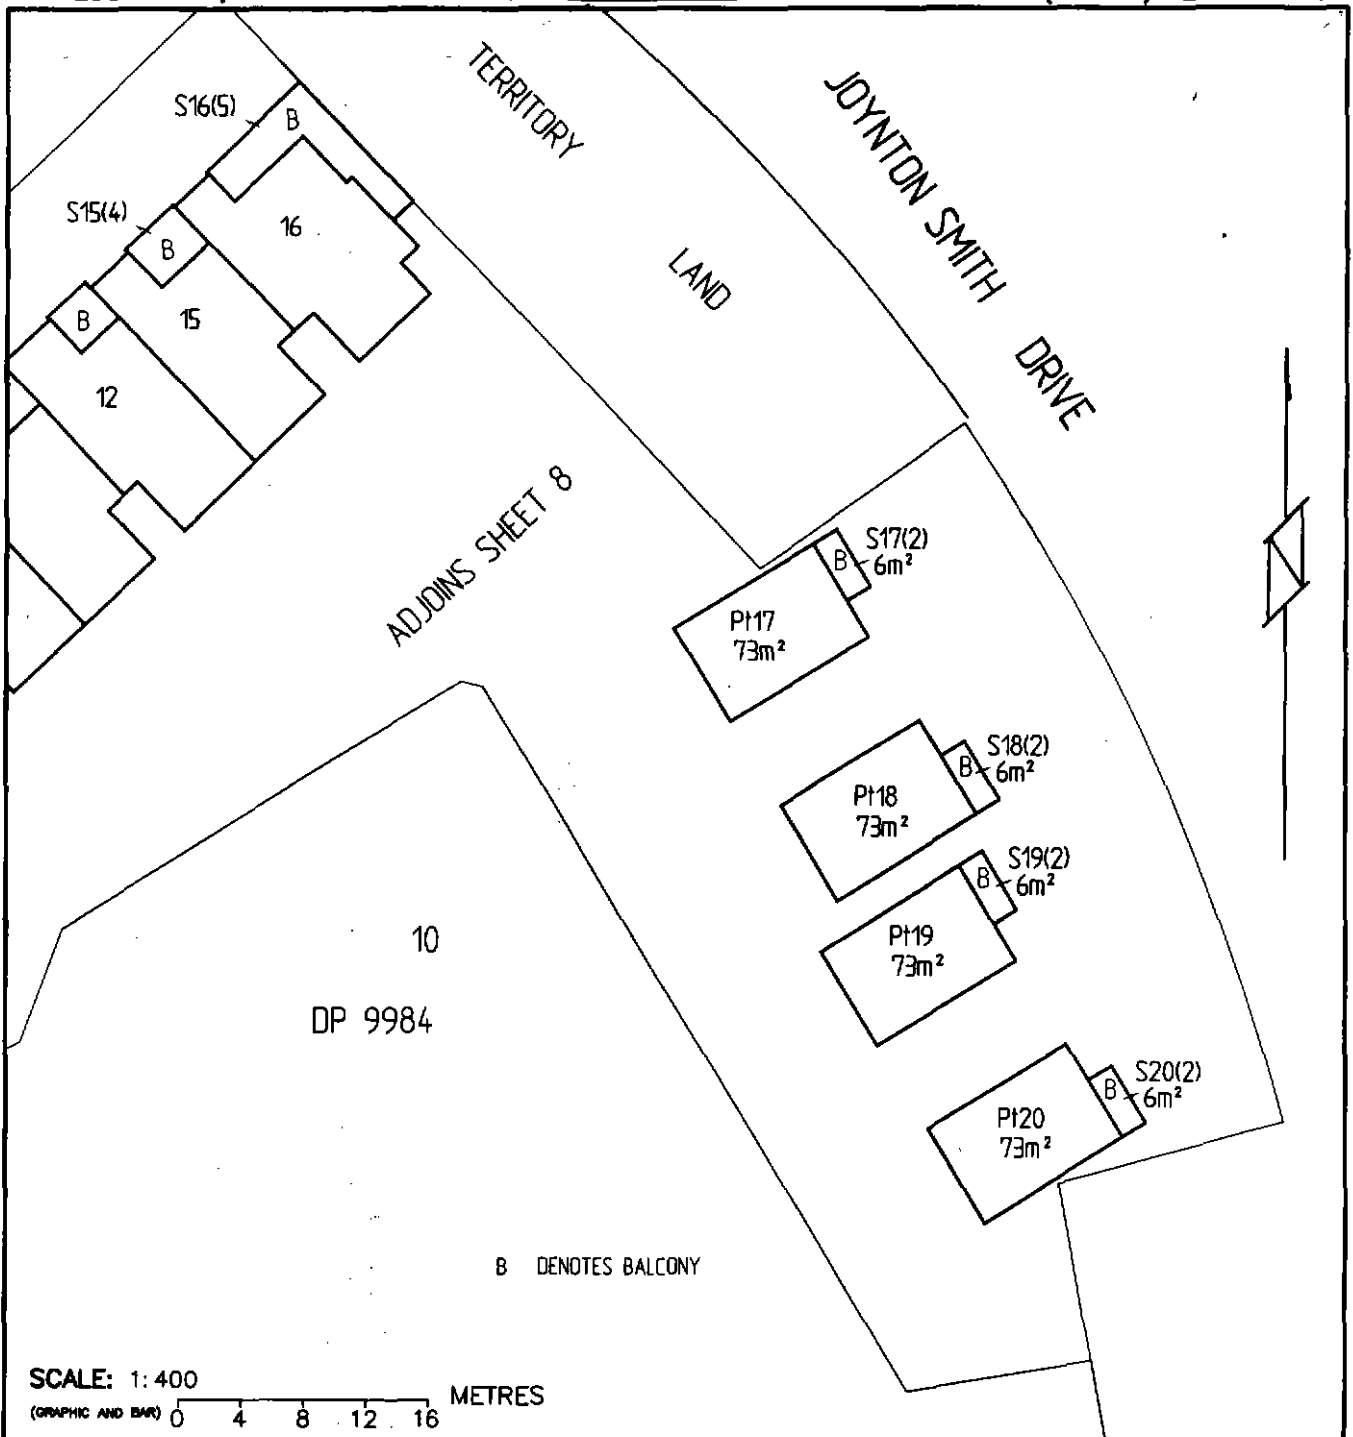 TERRITORY
LAND
JOYNTON SMITH DRIVE
S16(5)
B
16
S15(4)
B
15
B
12
ADJOINS SHEET 8
S17(2)
6m²
B
Pt17
73m²
S18(2)
6m²
B
Pt18
73m²
S19(2)
6m²
B
Pt19
73m²
S20(2)
6m²
B
Pt20
73m²
10
DP 9984
B DENOTES BALCONY
SCALE: 1:400
(GRAPHIC AND BAR) 0 4 8 12 16 METRES